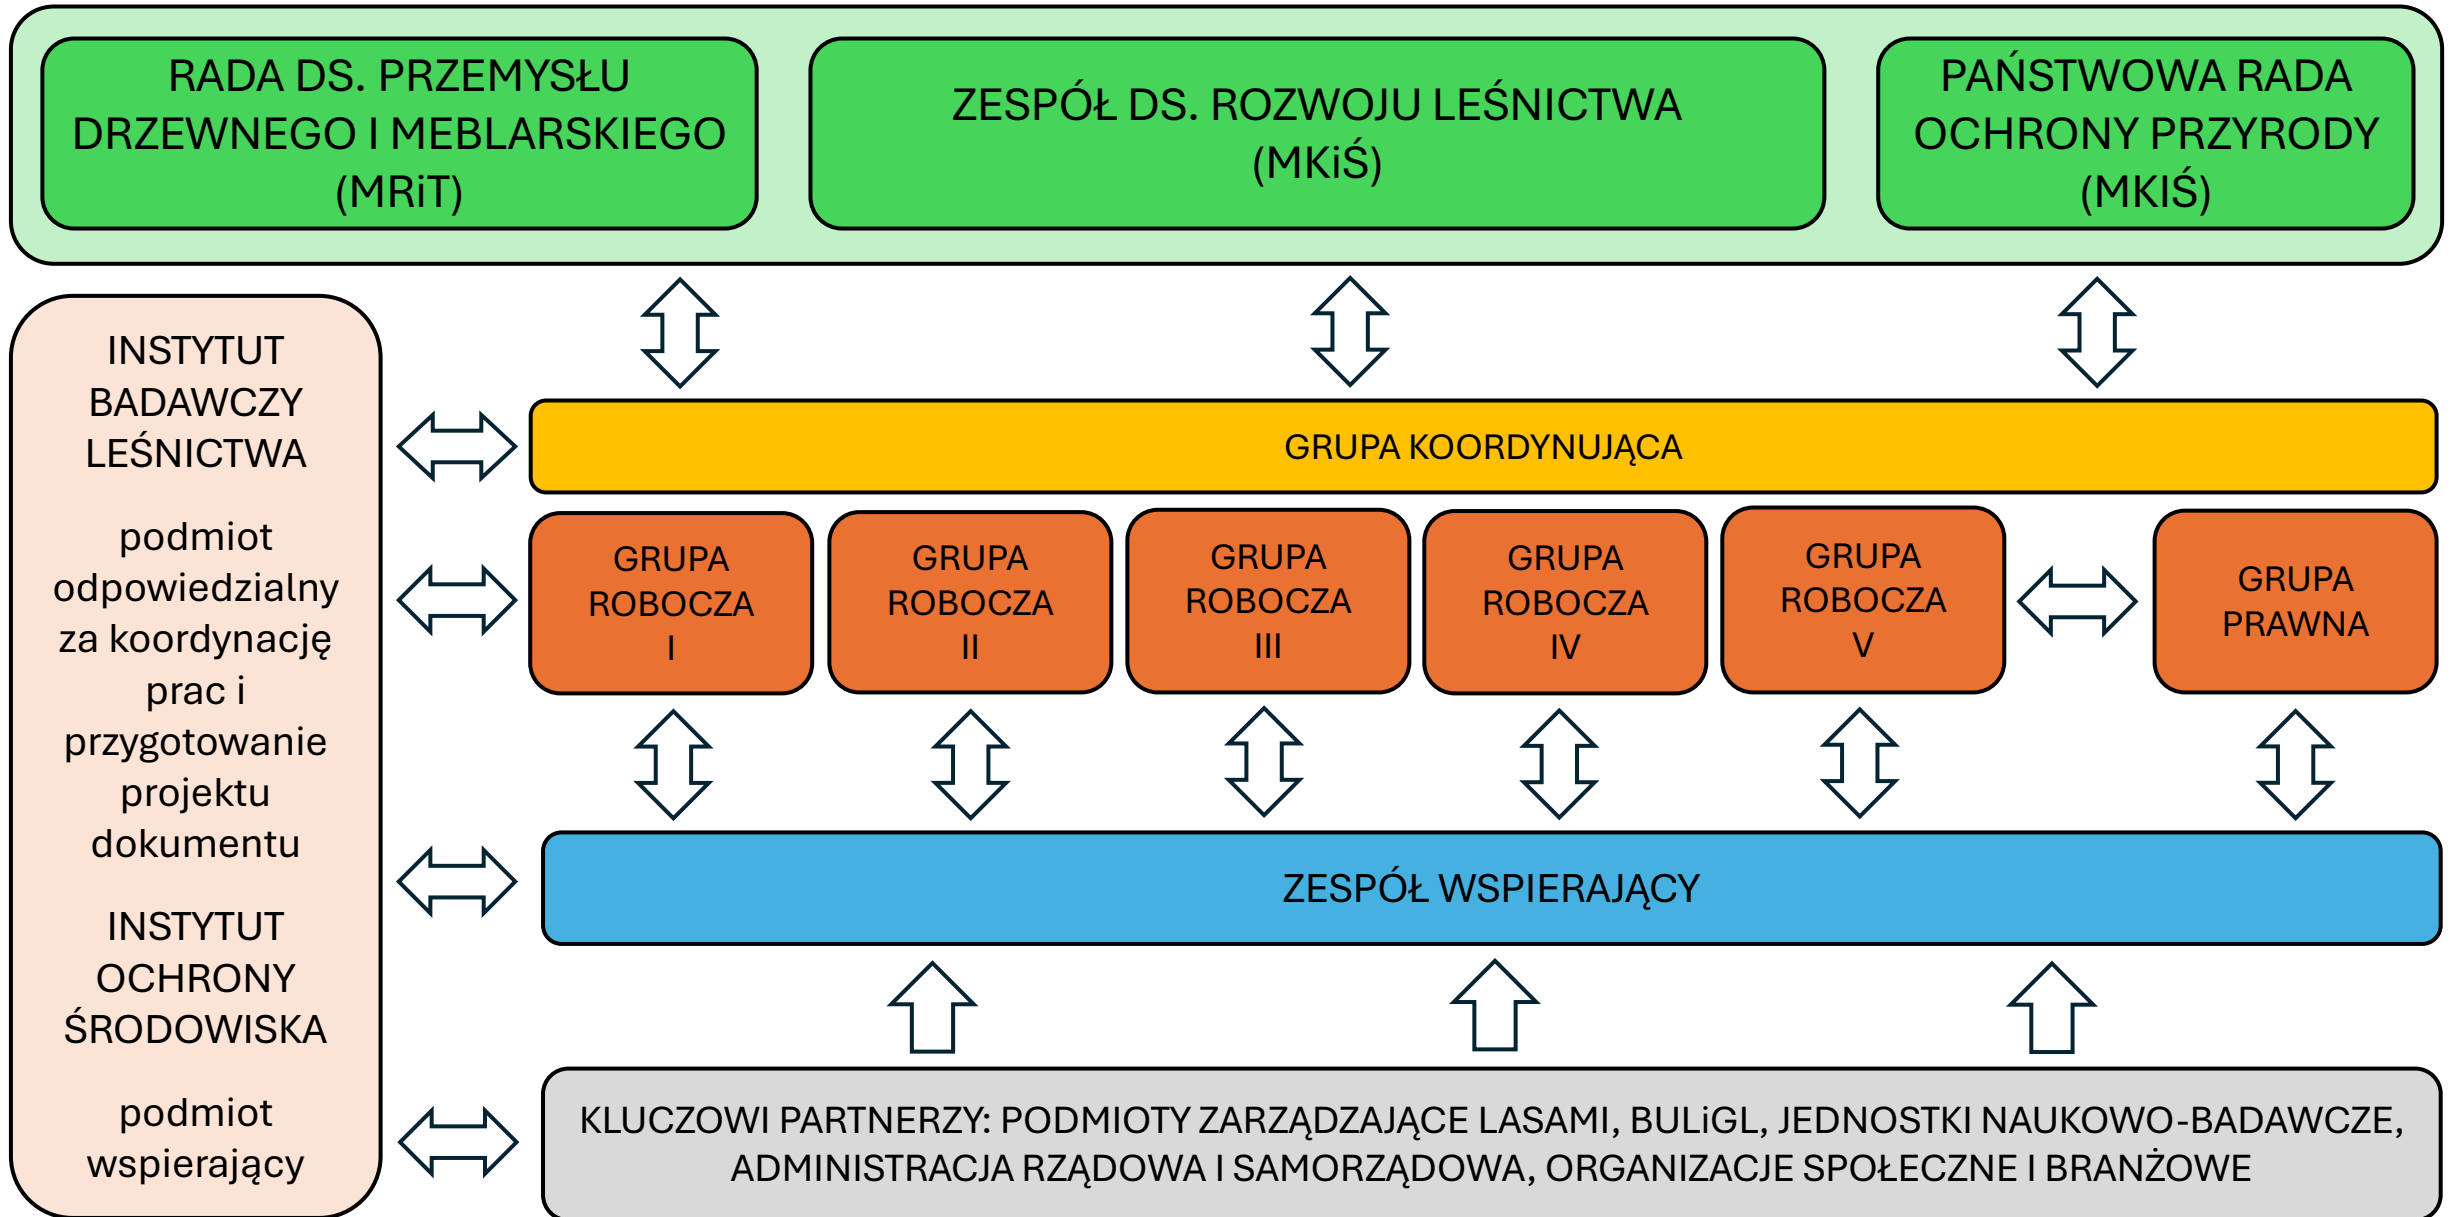 RADA DS. PRZEMYSŁU
DRZEWNEGO I MEBLARSKIEGO
(MRiT)
ZESPÓŁ DS. ROZWOJU LEŚNICTWA
(MKiŚ)
PAŃSTWOWA RADA
OCHRONY PRZYRODY
(MKIŚ)
INSTYTUT
BADAWCZY
LEŚNICTWA
podmiot
odpowiedzialny
za koordynację
prac i
przygotowanie
projektu
dokumentu
INSTYTUT
OCHRONY
ŚRODOWISKA
podmiot
wspierający
GRUPA KOORDYNUJĄCA
GRUPA
ROBOCZA
I
GRUPA
ROBOCZA
II
GRUPA
ROBOCZA
III
GRUPA
ROBOCZA
IV
GRUPA
ROBOCZA
V
GRUPA
PRAWNA
ZESPÓŁ WSPIERAJĄCY
KLUCZOWI PARTNERZY: PODMIOTY ZARZĄDZAJĄCE LASAMI, BULiGL, JEDNOSTKI NAUKOWO-BADAWCZE,
ADMINISTRACJA RZĄDOWA I SAMORZĄDOWA, ORGANIZACJE SPOŁECZNE I BRANŻOWE